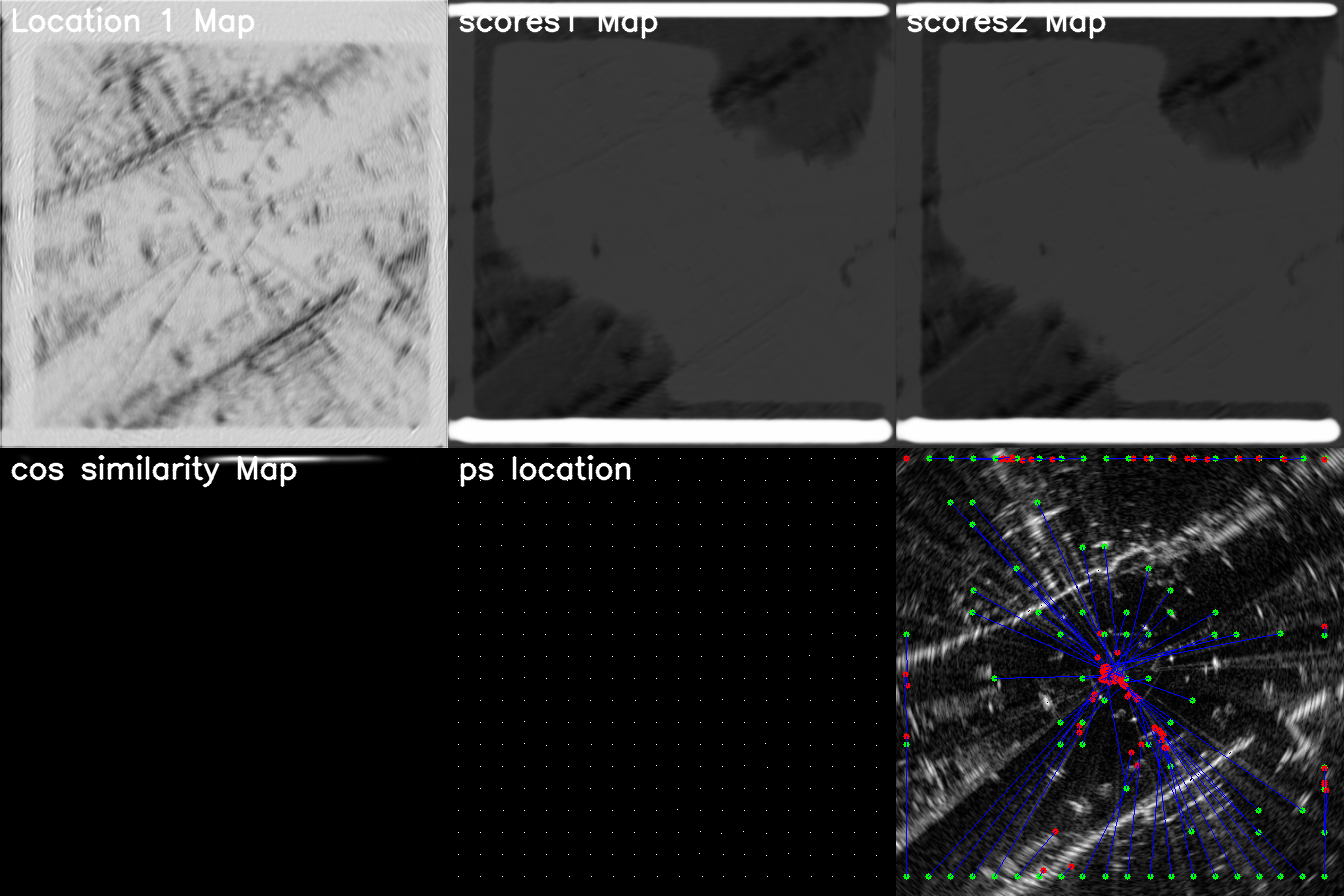 Location 1 Map
scores1 Map
scores2 Map
cos similarity Map
ps location